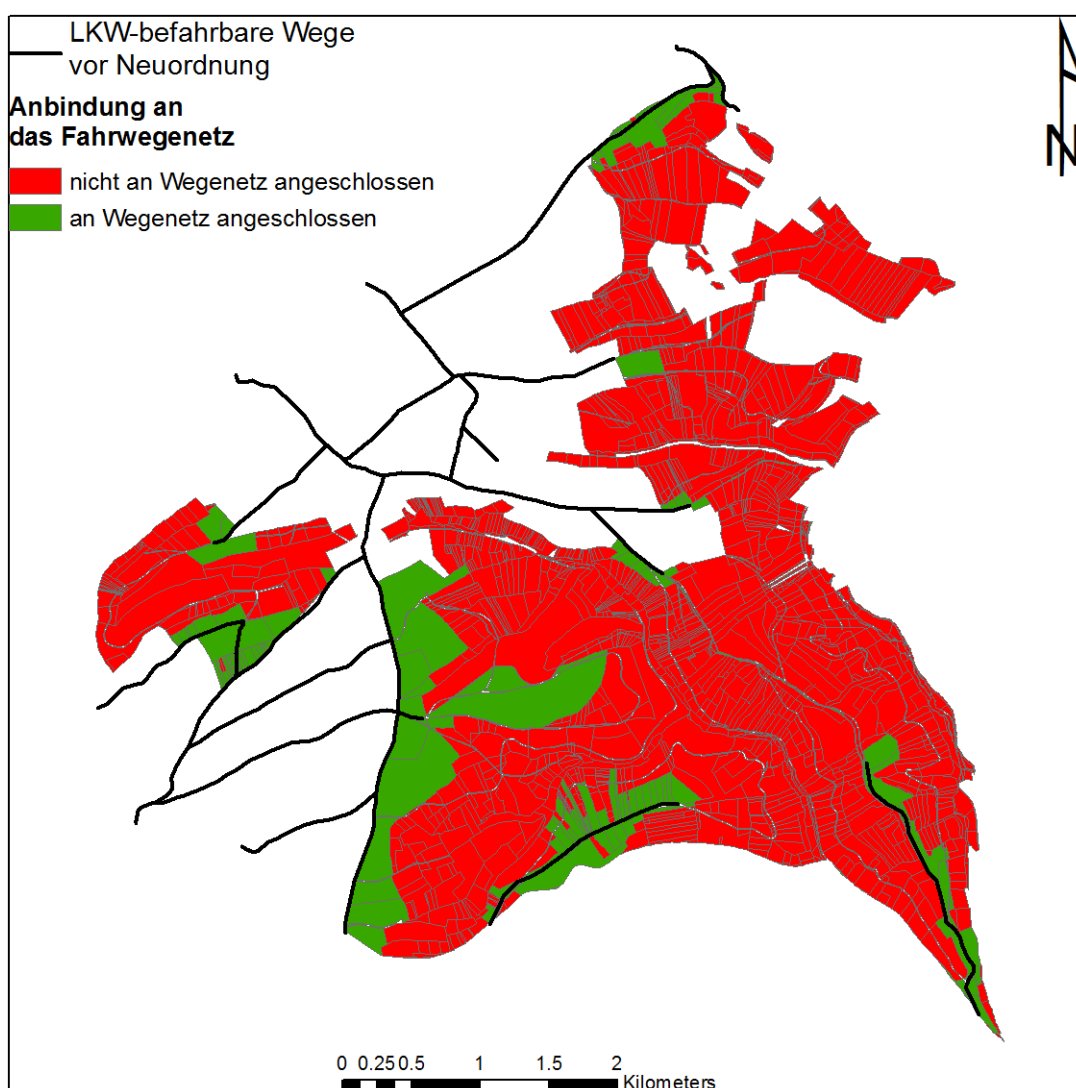 LKW-befahrbare Wege
vor Neuordnung
Anbindung an
das Fahrwegenetz
nicht an Wegenetz angeschlossen
an Wegenetz angeschlossen
N
0 0.25 0.5 1 1.5 2
Kilometers